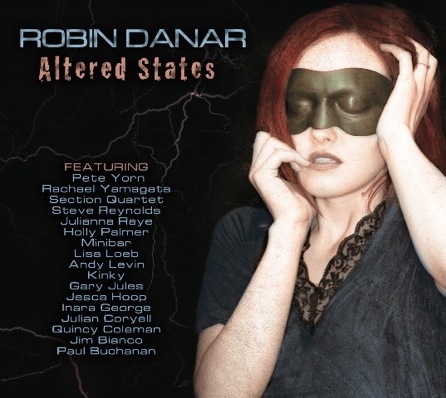 ROBIN DANAR
Altered States
FEATURING
Pete Yorn
Rachael Yamagata
Section Quartet
Steve Reynolds
Julianna Raye
Holly Palmer
Minibar
Lisa Loeb
Andy Levin
Kinky
Gary Jules
Jesca Hoop
Inara George
Julian Coryell
Quincy Coleman
Jim Bianco
Paul Buchanan